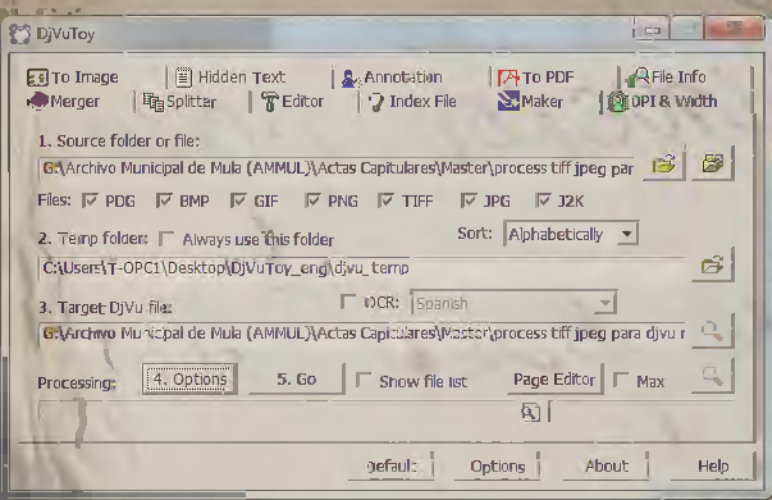 DjVuToy
To Image Hidden Text Annotation To PDF File Info
Merger Splitter Editor Index File Maker DPI & Width
1. Source folder or file:
G:\Archivo Municipal de Mula (AMMUL)\Actas Capitulares\Master\process tiff jpeg par
Files: PDG BMP GIF PNG TIFF JPG J2K
2. Temp folder: Always use this folder Sort: Alphabetically
C:\Users\T-OPC1\Desktop\DjVuToy_eng\djvu_temp
3. Target DjVu file: OCR: Spanish
G:\Archivo Municipal de Mula (AMMUL)\Actas Capitulares\Master\process tiff jpeg para djvu r
Processing: 4. Options 5. Go Show file list Page Editor Max
Default Options About Help